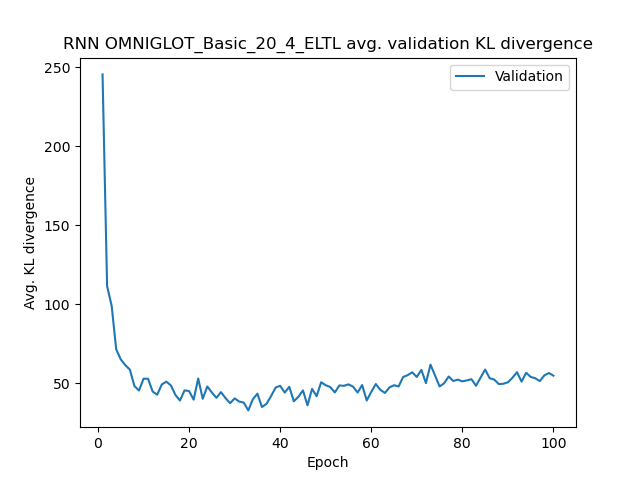 RNN OMNIGLOT_Basic_20_4_ELTL avg. validation KL divergence
Validation
250
200
150
100
50
Avg. KL divergence
0 20 40 60 80 100
Epoch